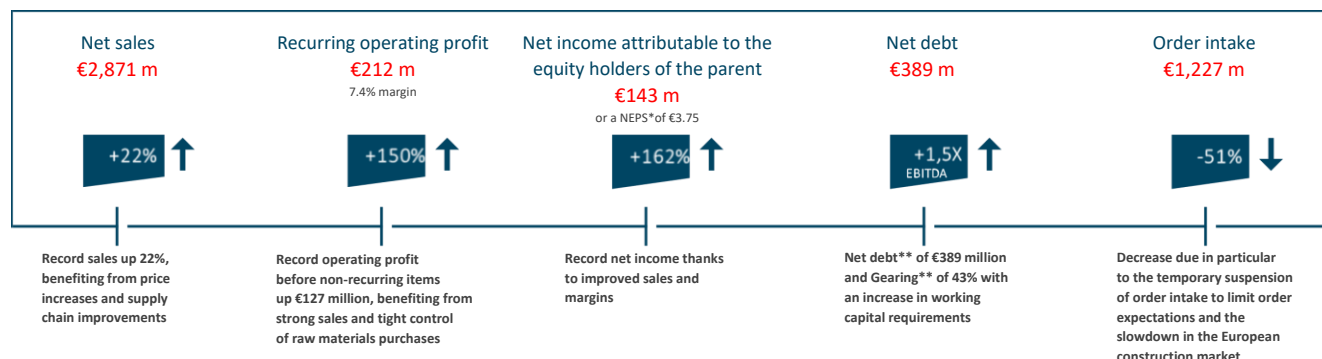 Net sales
€2,871 m
+22%
Record sales up 22%,
benefiting from price
increases and supply
chain improvements
Recurring operating profit
€212 m
7.4% margin
+150%
Record operating profit
before non-recurring items
up €127 million, benefiting from
strong sales and tight control
of raw materials purchases
Net income attributable to the
equity holders of the parent
€143 m
or a NEPS*of €3.75
+162%
Record net income thanks
to improved sales and
margins
Net debt
€389 m
+1,5X
EBITDA
Net debt** of €389 million
and Gearing** of 43% with
an increase in working
capital requirements
Order intake
€1,227 m
-51%
Decrease due in particular
to the temporary suspension
of order intake to limit order
expectations and the
slowdown in the European
construction market